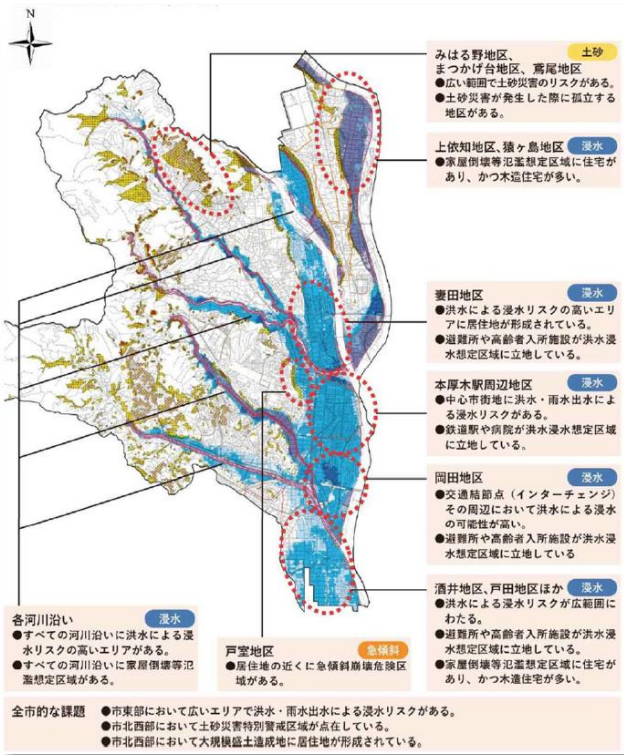 N
みはる野地区、
まつかげ台地区、鳶尾地区
土砂
●広い範囲で土砂災害のリスクがある。
●土砂災害が発生した際に孤立する
地区がある。
上依知地区、猿ヶ島地区
浸水
●家屋倒壊等氾濫想定区域に住宅が
あり、かつ木造住宅が多い。
妻田地区
浸水
●洪水による浸水リスクの高いエリ
アに居住地が形成されている。
●避難所や高齢者入所施設が洪水浸
水想定区域に立地している。
本厚木駅周辺地区
浸水
●中心市街地に洪水・雨水出水によ
る浸水リスクがある。
●鉄道駅や病院が洪水浸水想定区域
に立地している。
岡田地区
浸水
●交通結節点（インターチェンジ）
その周辺において洪水による浸水
の可能性が高い。
●避難所や高齢者入所施設が洪水浸
水想定区域に立地している
酒井地区、戸田地区ほか
浸水
●洪水による浸水リスクが広範囲に
わたる。
●避難所や高齢者入所施設が洪水浸
水想定区域に立地している。
●家屋倒壊等氾濫想定区域に住宅が
あり、かつ木造住宅が多い。
各河川沿い
浸水
●すべての河川沿いに洪水による浸
水リスクの高いエリアがある。
●すべての河川沿いに家屋倒壊等氾
濫想定区域がある。
戸室地区
急傾斜
●居住地の近くに急傾斜崩壊危険区
域がある。
全市的な課題
●市東部において広いエリアで洪水・雨水出水による浸水リスクがある。
●市北西部において土砂災害特別警戒区域が点在している。
●市北西部において大規模盛土造成地に居住地が形成されている。